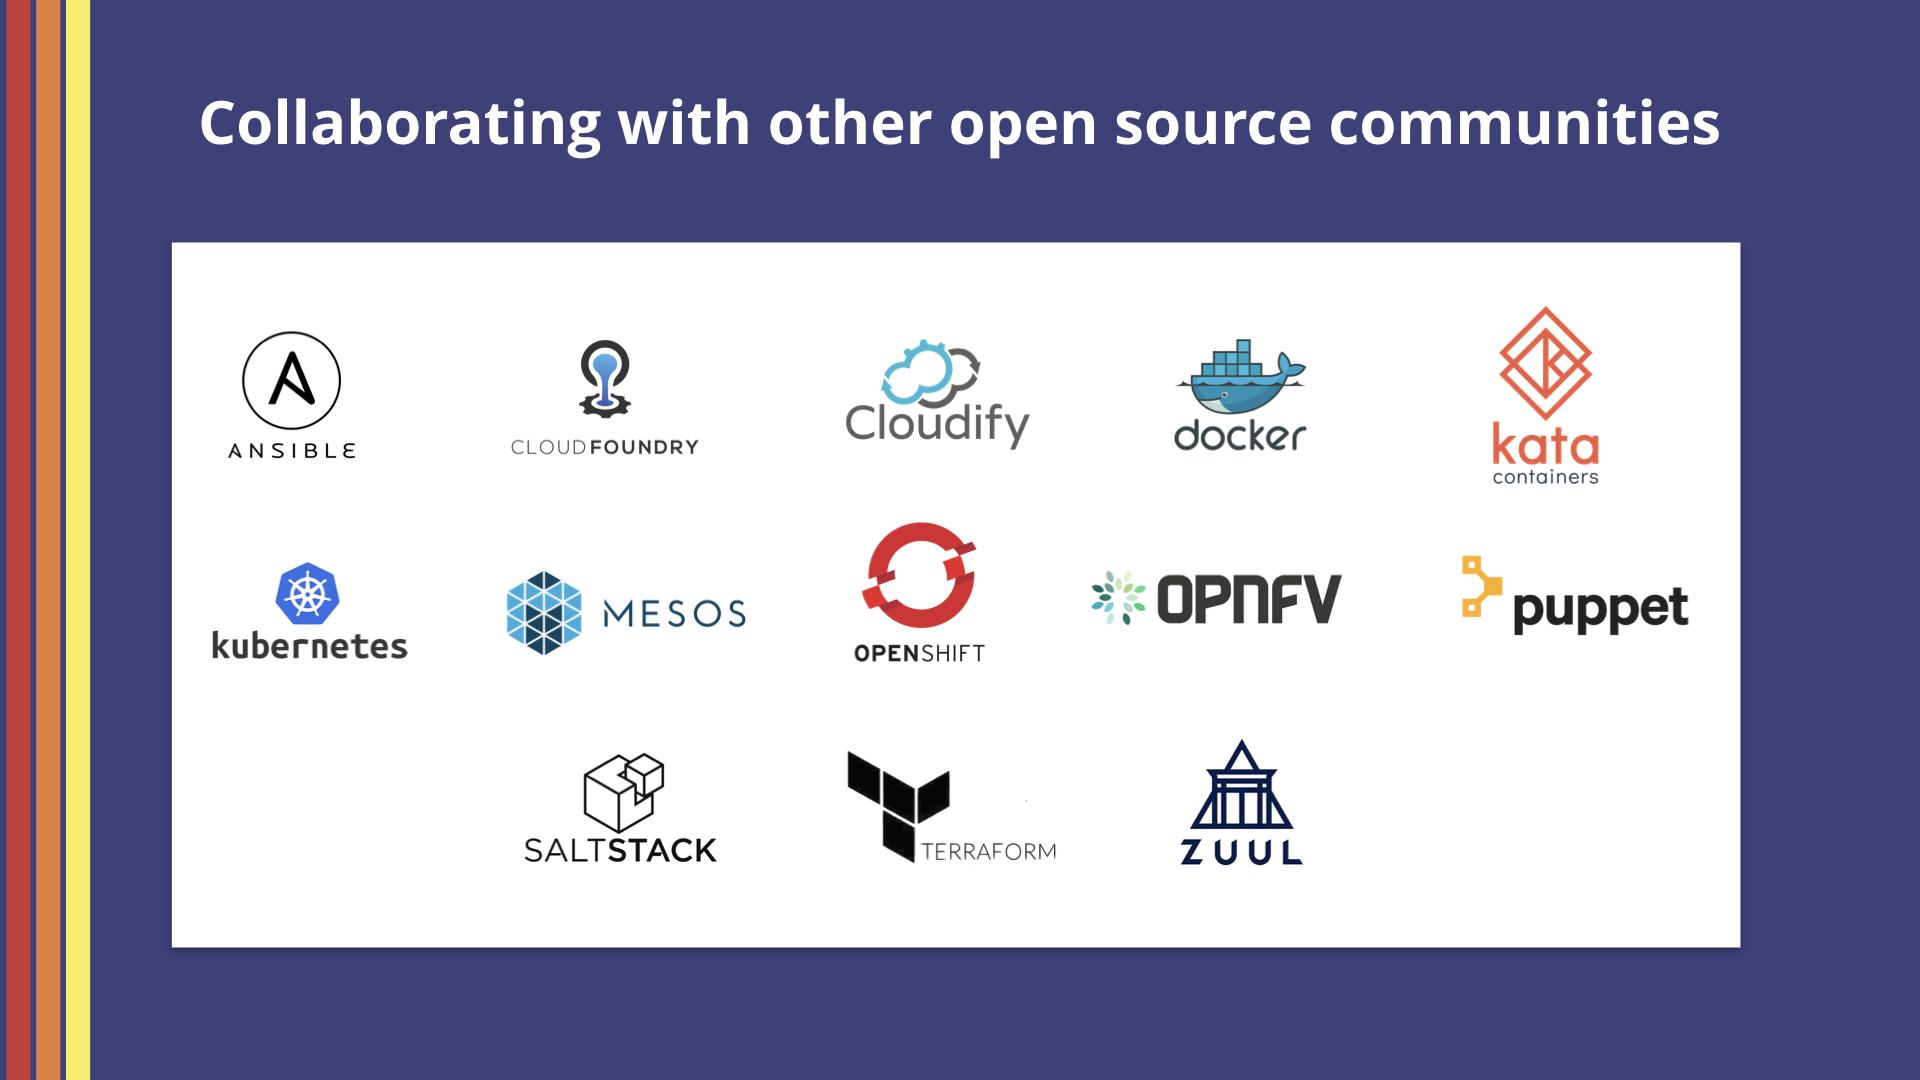 Collaborating with other open source communities
ANSIBLE
CLOUDFOUNDRY
Cloudify
docker
kata
containers
kubernetes
MESOS
OPENSHIFT
OPNFV
puppet
SALTSTACK
TERRAFORM
ZUUL